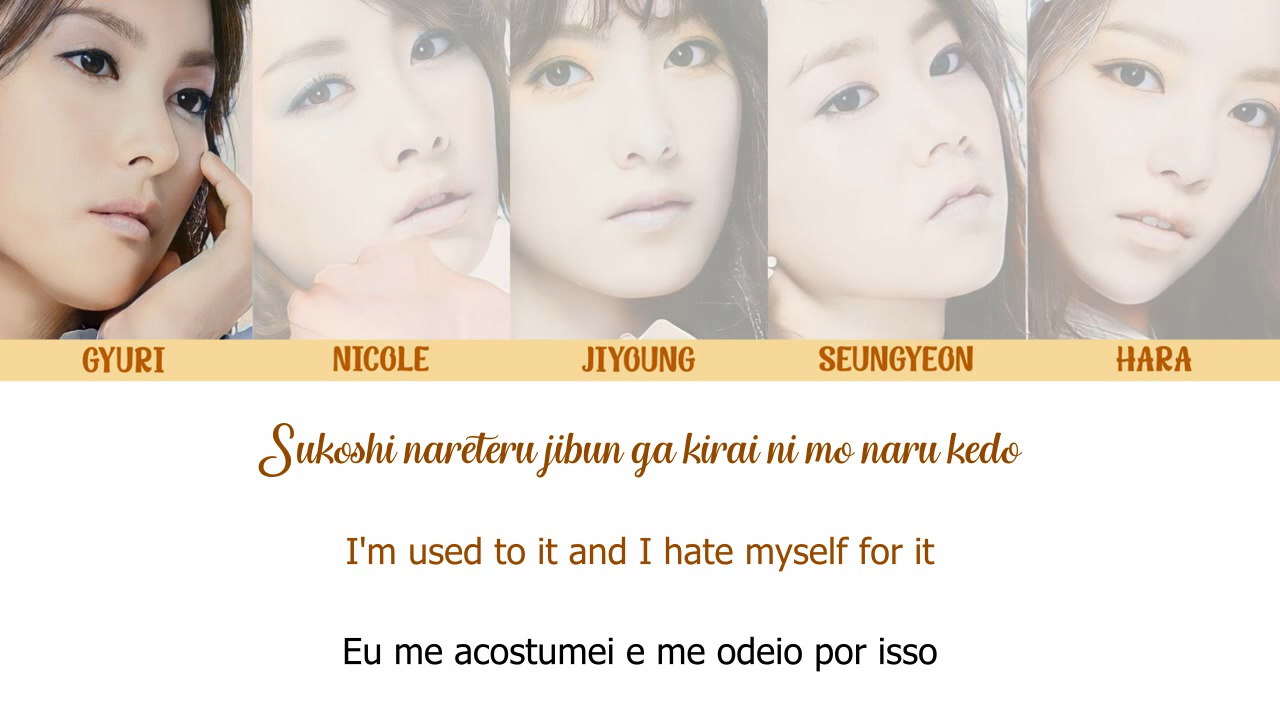 GYURI NICOLE JIYOUNG SEUNGYEON HARA
Sukoshi nareteru jibun ga kirai ni mo naru kedo
I'm used to it and I hate myself for it
Eu me acostumei e me odeio por isso